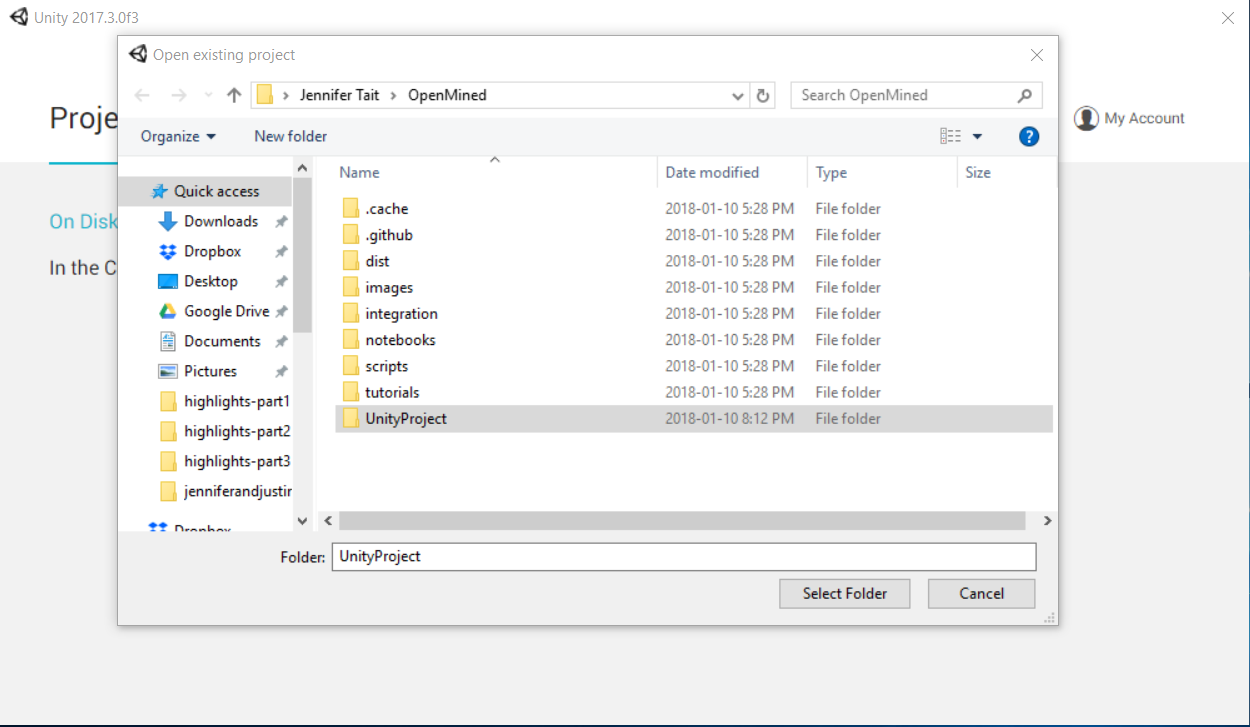 Unity 2017.3.0f3
Open existing project
Jennifer Tait > OpenMined
Search OpenMined
Proje
My Account
Organize
New folder
Name Date modified Type Size
Quick access
Downloads
Dropbox
Desktop
Google Drive
Documents
Pictures
highlights-part1
highlights-part2
highlights-part3
jenniferandjustin
Dropbox
On Disk
In the C
.cache 2018-01-10 5:28 PM File folder
.github 2018-01-10 5:28 PM File folder
dist 2018-01-10 5:28 PM File folder
images 2018-01-10 5:28 PM File folder
integration 2018-01-10 5:28 PM File folder
notebooks 2018-01-10 5:28 PM File folder
scripts 2018-01-10 5:28 PM File folder
tutorials 2018-01-10 5:28 PM File folder
UnityProject 2018-01-10 8:12 PM File folder
Folder: UnityProject
Select Folder
Cancel